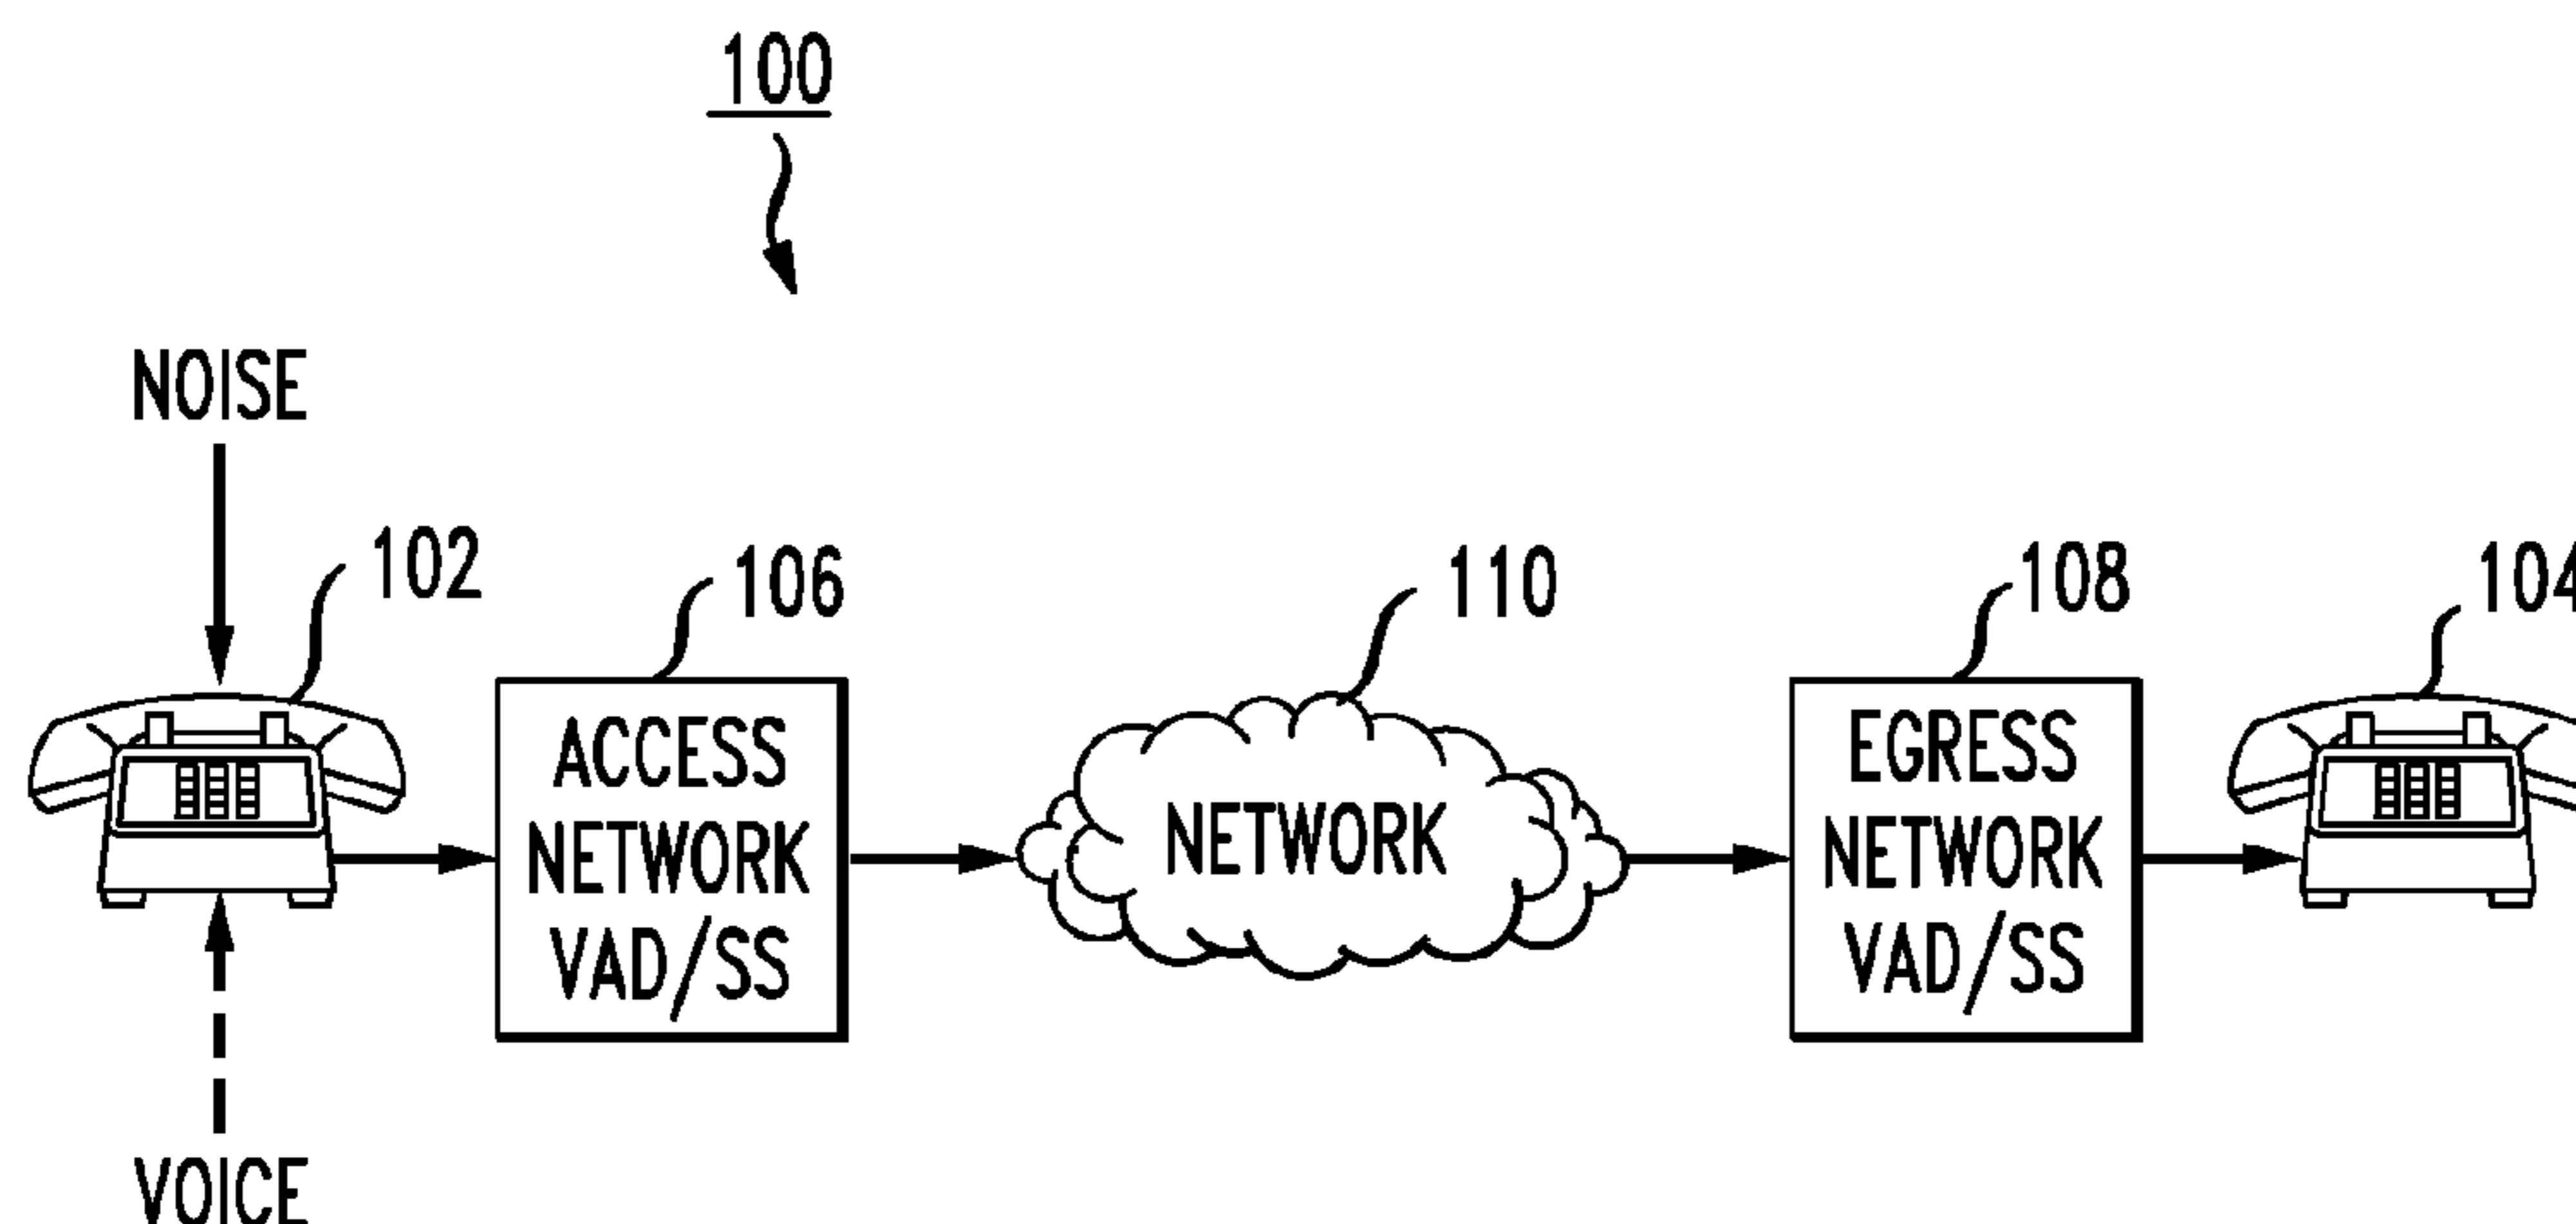 100
NOISE
102
106
110
108
104
ACCESS
NETWORK
VAD/SS
NETWORK
EGRESS
NETWORK
VAD/SS
VOICE